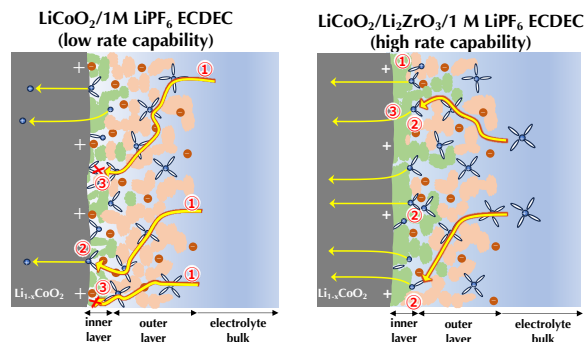 LiCoO₂/1M LiPF₆ ECDEC
(low rate capability)
LiCoO₂/Li₂ZrO₃/1 M LiPF₆ ECDEC
(high rate capability)
+
①
+
③
+
①
②
③
①
+
Li₁₋ₓCoO₂
inner layer
outer layer
electrolyte bulk
①
+
③
②
+
②
+
+
Li₁₋ₓCoO₂
②
inner layer
outer layer
electrolyte bulk